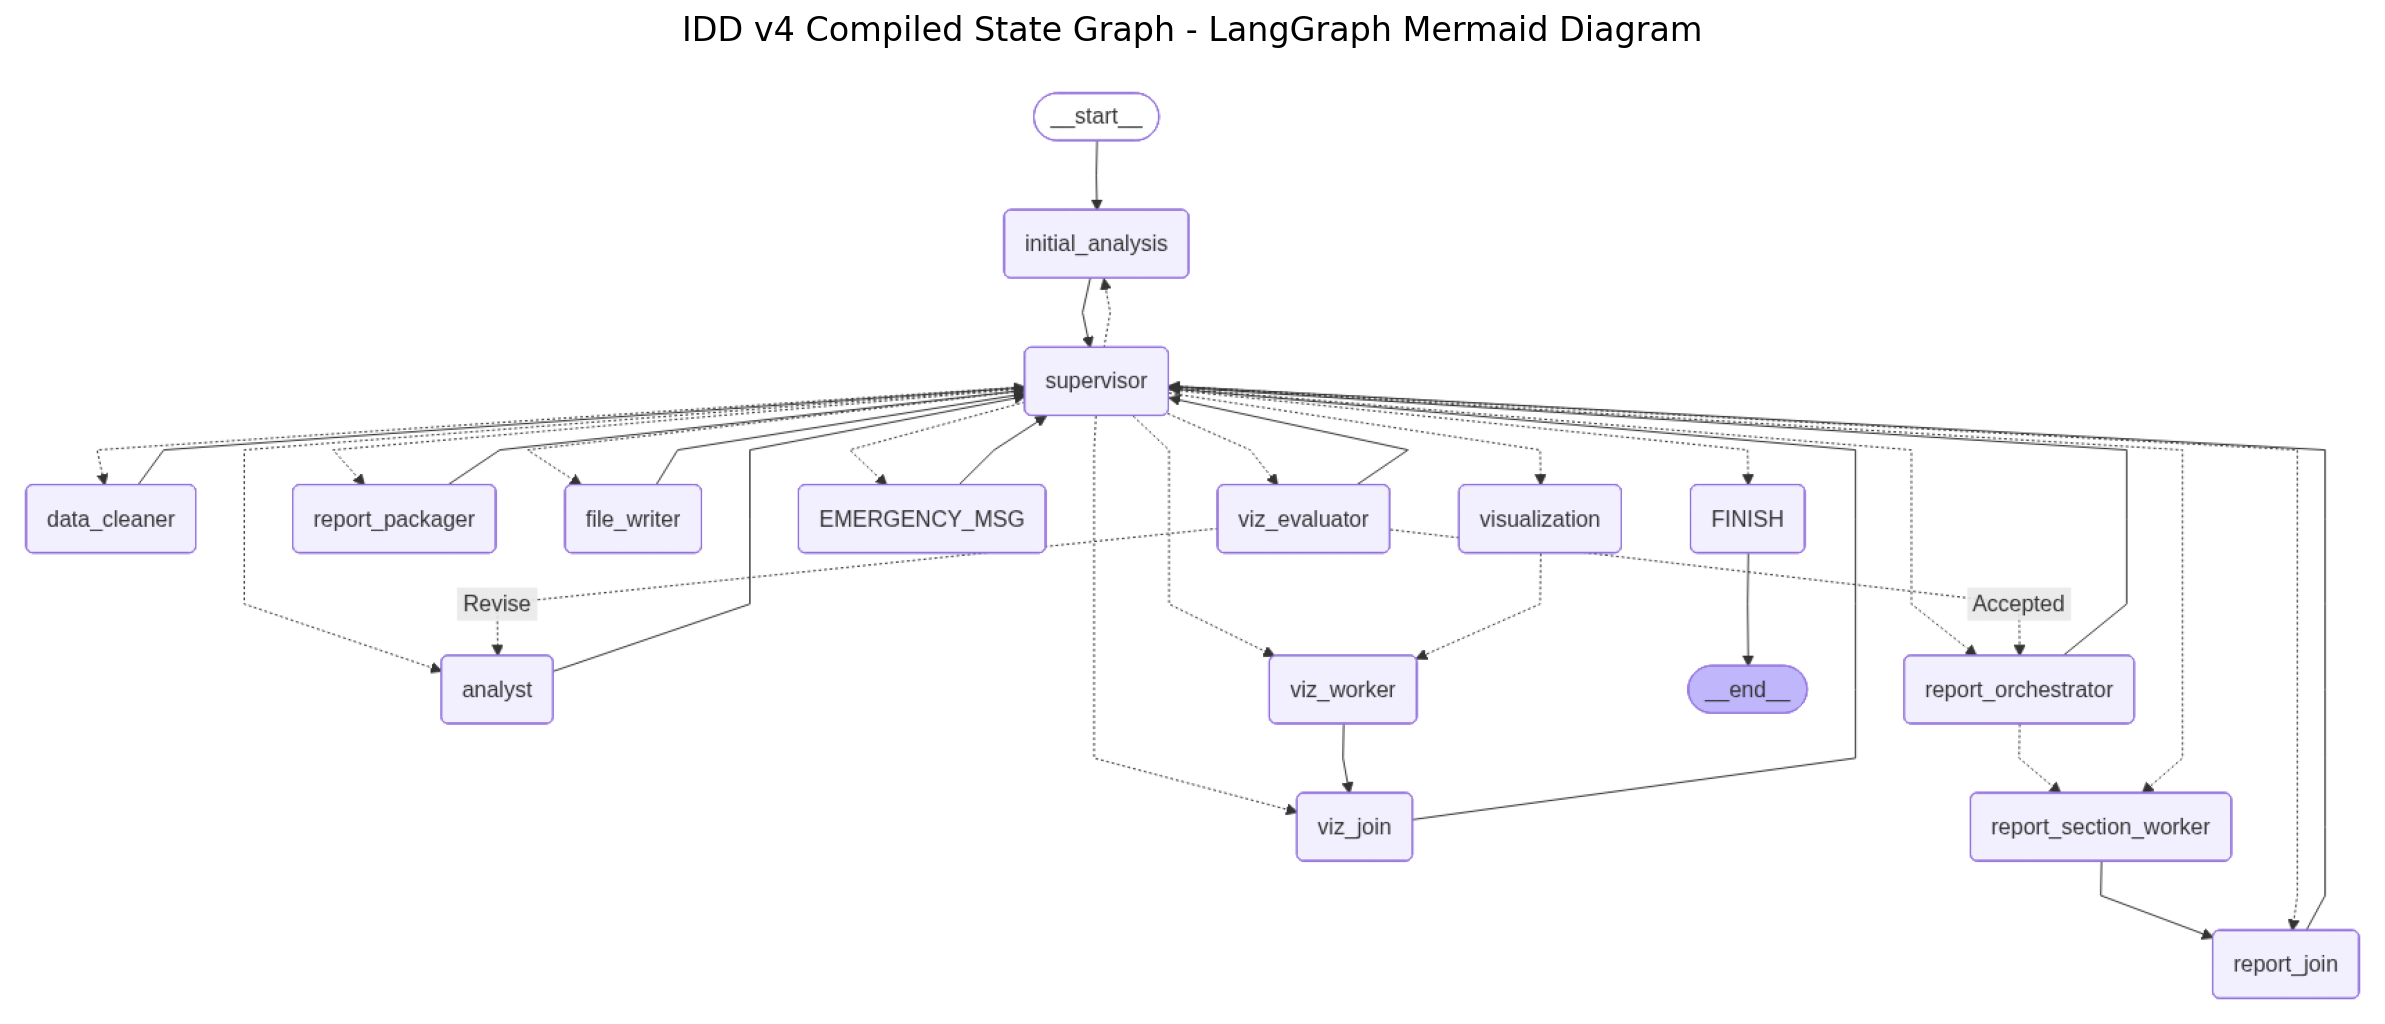 IDD v4 Compiled State Graph - LangGraph Mermaid Diagram
__start__
initial_analysis
supervisor
data_cleaner
report_packager
file_writer
EMERGENCY_MSG
viz_evaluator
visualization
FINISH
Revise
Accepted
analyst
viz_worker
__end__
report_orchestrator
viz_join
report_section_worker
report_join